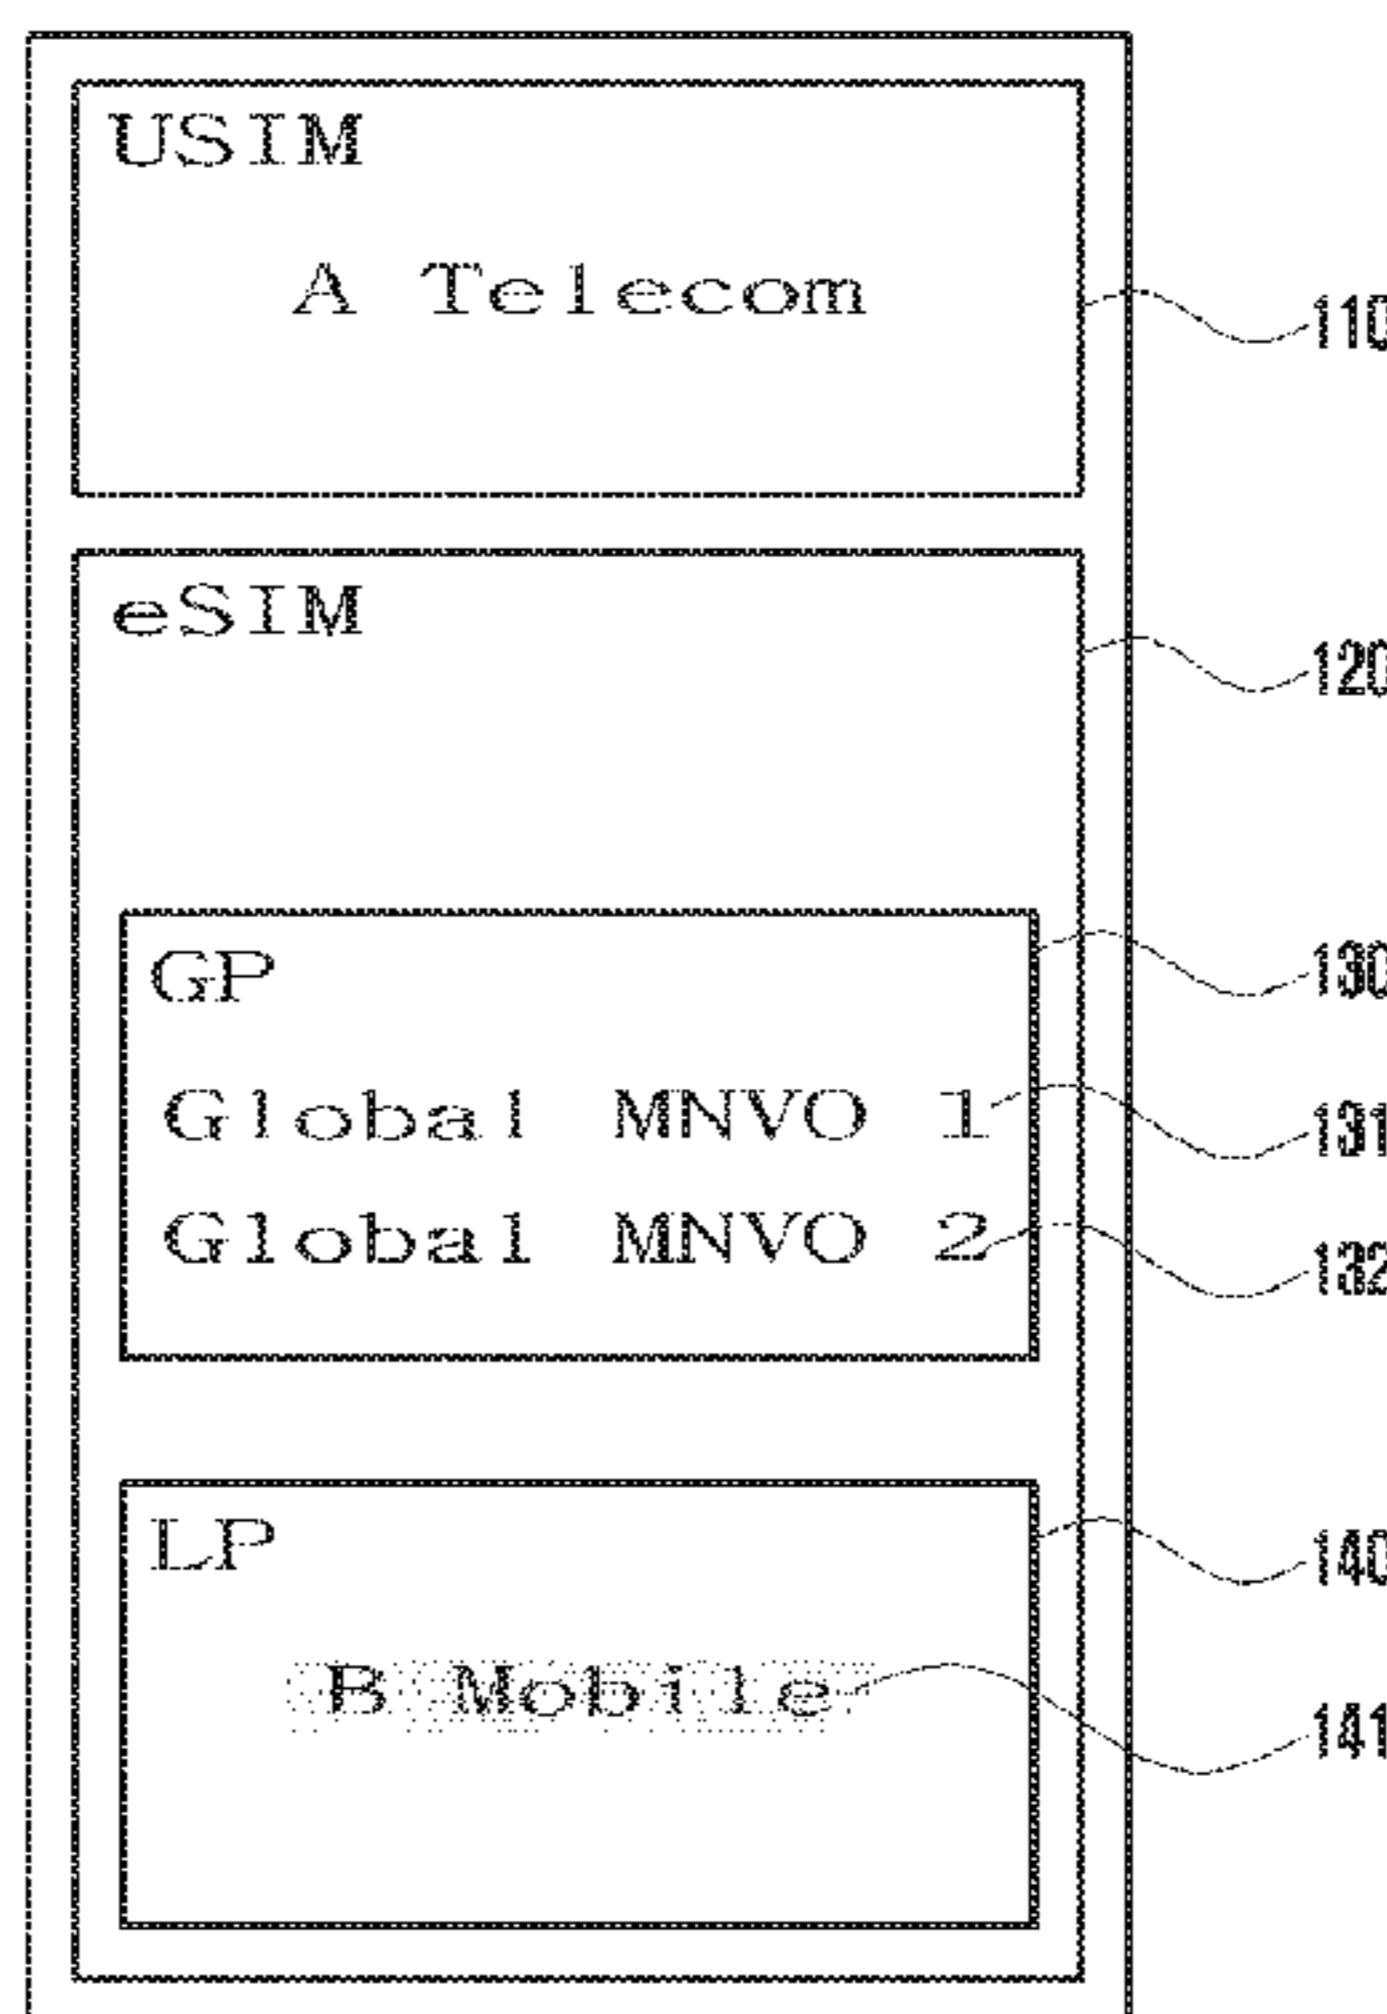 USIM
A Telecom
110
eSIM
120
GP
130
Global MNVO 1
131
Global MNVO 2
132
LP
140
B Mobile
141